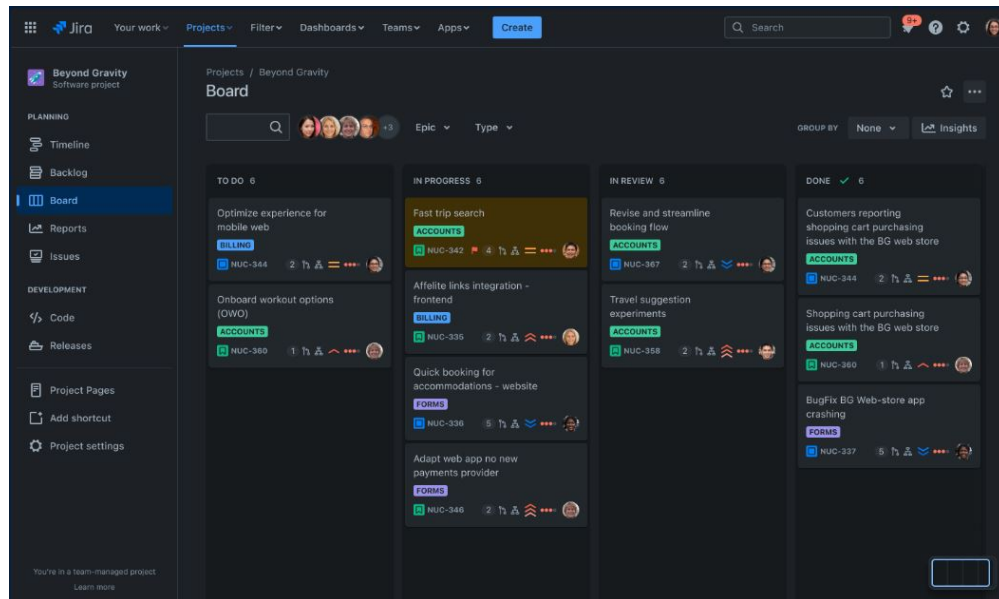 Jira Your work Projects Filter Dashboards Teams Apps Create Search 9+
Beyond Gravity
Software project
PLANNING
Timeline
Backlog
Board
Reports
Issues
DEVELOPMENT
Code
Releases
Project Pages
Add shortcut
Project settings
You're in a team-managed project
Learn more
Projects / Beyond Gravity
Board
+3 Epic Type GROUP BY None Insights
TO DO 6
Optimize experience for
mobile web
BILLING
NUC-344 2
Onboard workout options
(OWO)
ACCOUNTS
NUC-360 1
IN PROGRESS 6
Fast trip search
ACCOUNTS
NUC-342 4
Affelite links integration -
frontend
BILLING
NUC-335 2
Quick booking for
accommodations - website
FORMS
NUC-336 5
Adapt web app no new
payments provider
FORMS
NUC-346 2
IN REVIEW 6
Revise and streamline
booking flow
ACCOUNTS
NUC-367 2
Travel suggestion
experiments
ACCOUNTS
NUC-358 2
DONE 6
Customers reporting
shopping cart purchasing
issues with the BG web store
ACCOUNTS
NUC-344 2
Shopping cart purchasing
issues with the BG web store
ACCOUNTS
NUC-360 1
BugFix BG Web-store app
crashing
FORMS
NUC-337 5